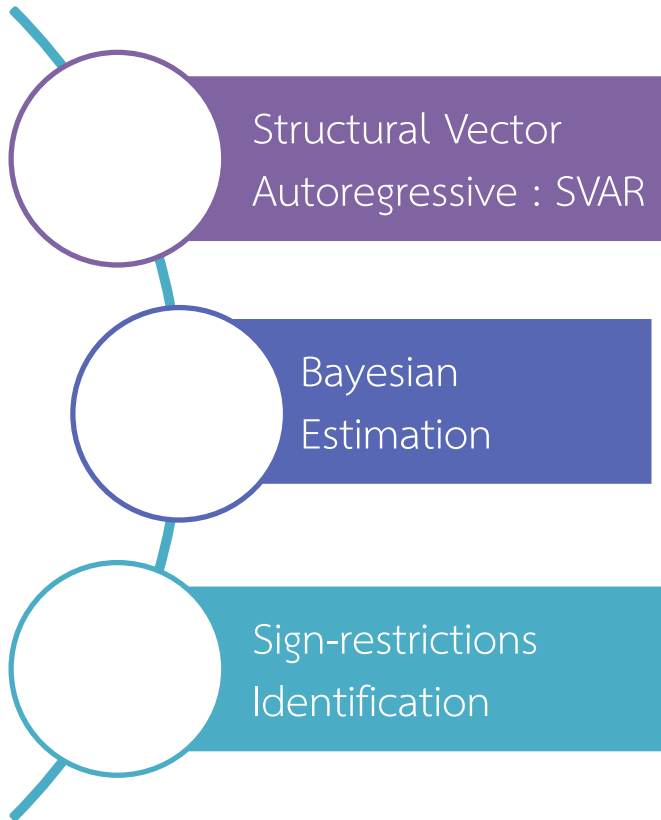 Structural Vector
Autoregressive : SVAR
Bayesian
Estimation
Sign-restrictions
Identification